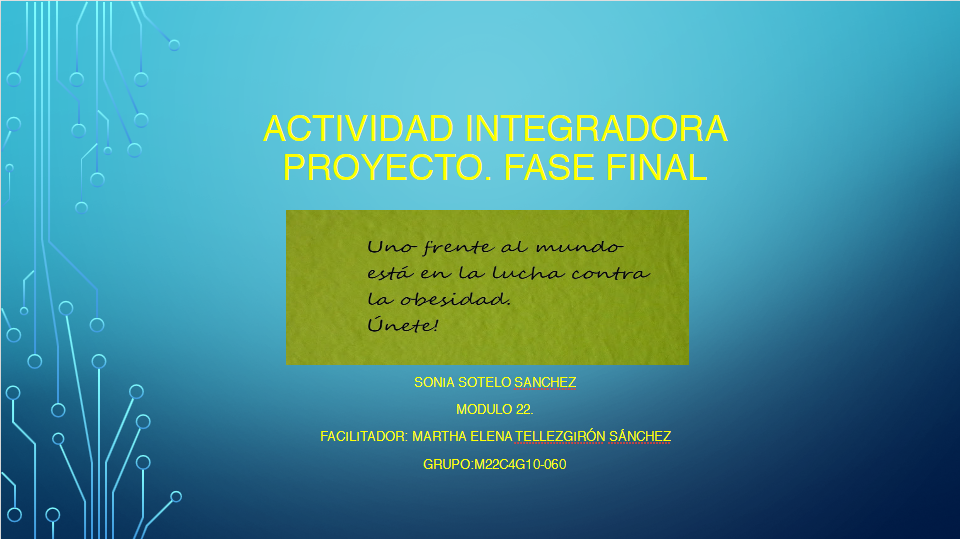 ACTIVIDAD INTEGRADORA
PROYECTO. FASE FINAL
Uno frente al mundo
está en la lucha contra
la obesidad.
Únete!
SONIA SOTELO SANCHEZ
MODULO 22.
FACILITADOR: MARTHA ELENA TELLEZGIRÓN SÁNCHEZ
GRUPO:M22C4G10-060